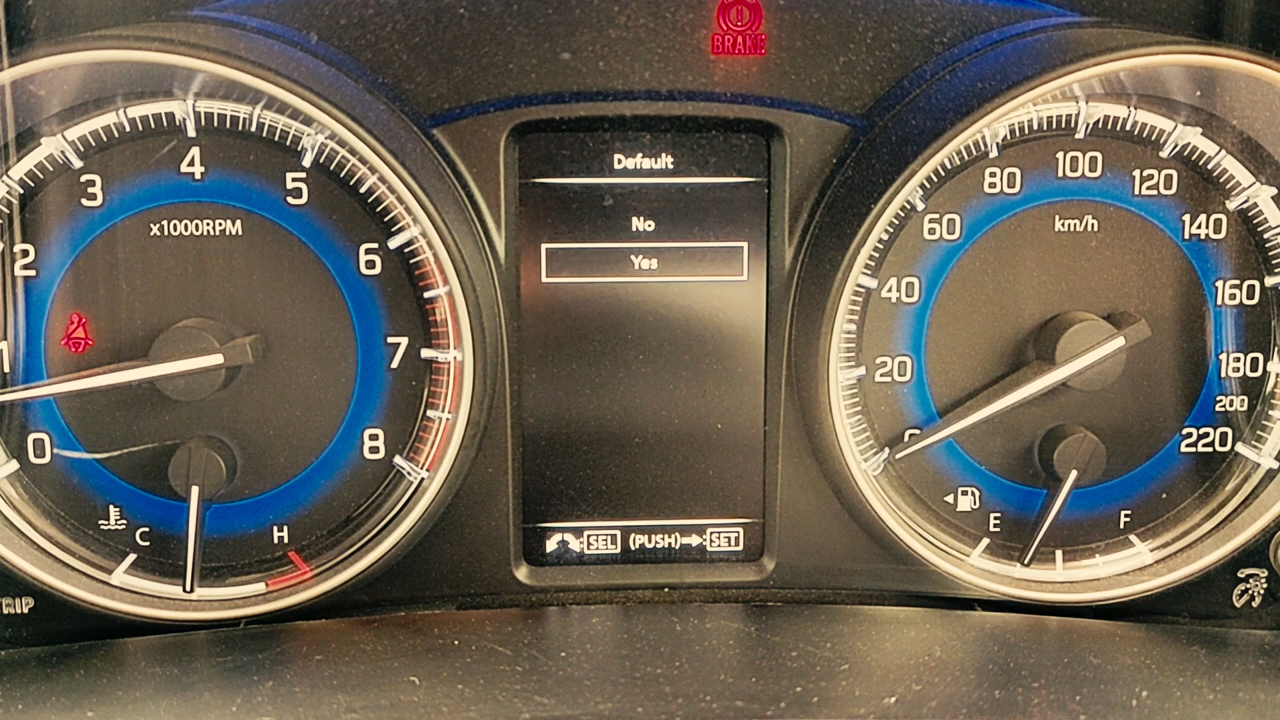 BRAKE
Default
No
Yes
SEL (PUSH) SET
0
1
2
3
4
5
6
7
8
x1000RPM
C
H
20
40
60
80
100
120
140
160
180
200
220
km/h
E
F
TRIP